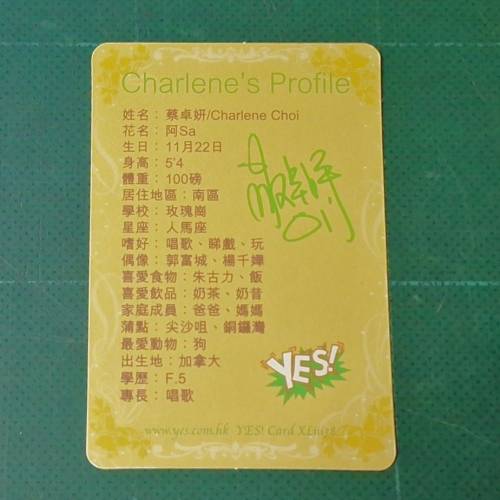 Charlene's Profile
姓名：蔡卓妍/Charlene Choi
花名：阿Sa
生日：11月22日
身高：5'4
體重：100磅
居住地區：南區
學校：玫瑰崗
星座：人馬座
嗜好：唱歌、睇戲、玩
偶像：郭富城、楊千嬅
喜愛食物：朱古力、飯
喜愛飲品：奶茶、奶昔
家庭成員：爸爸、媽媽
蒲點：尖沙咀、銅鑼灣
最愛動物：狗
出生地：加拿大
學歷：F.5
專長：唱歌
YES!
www.yes.com.hk YES! Card